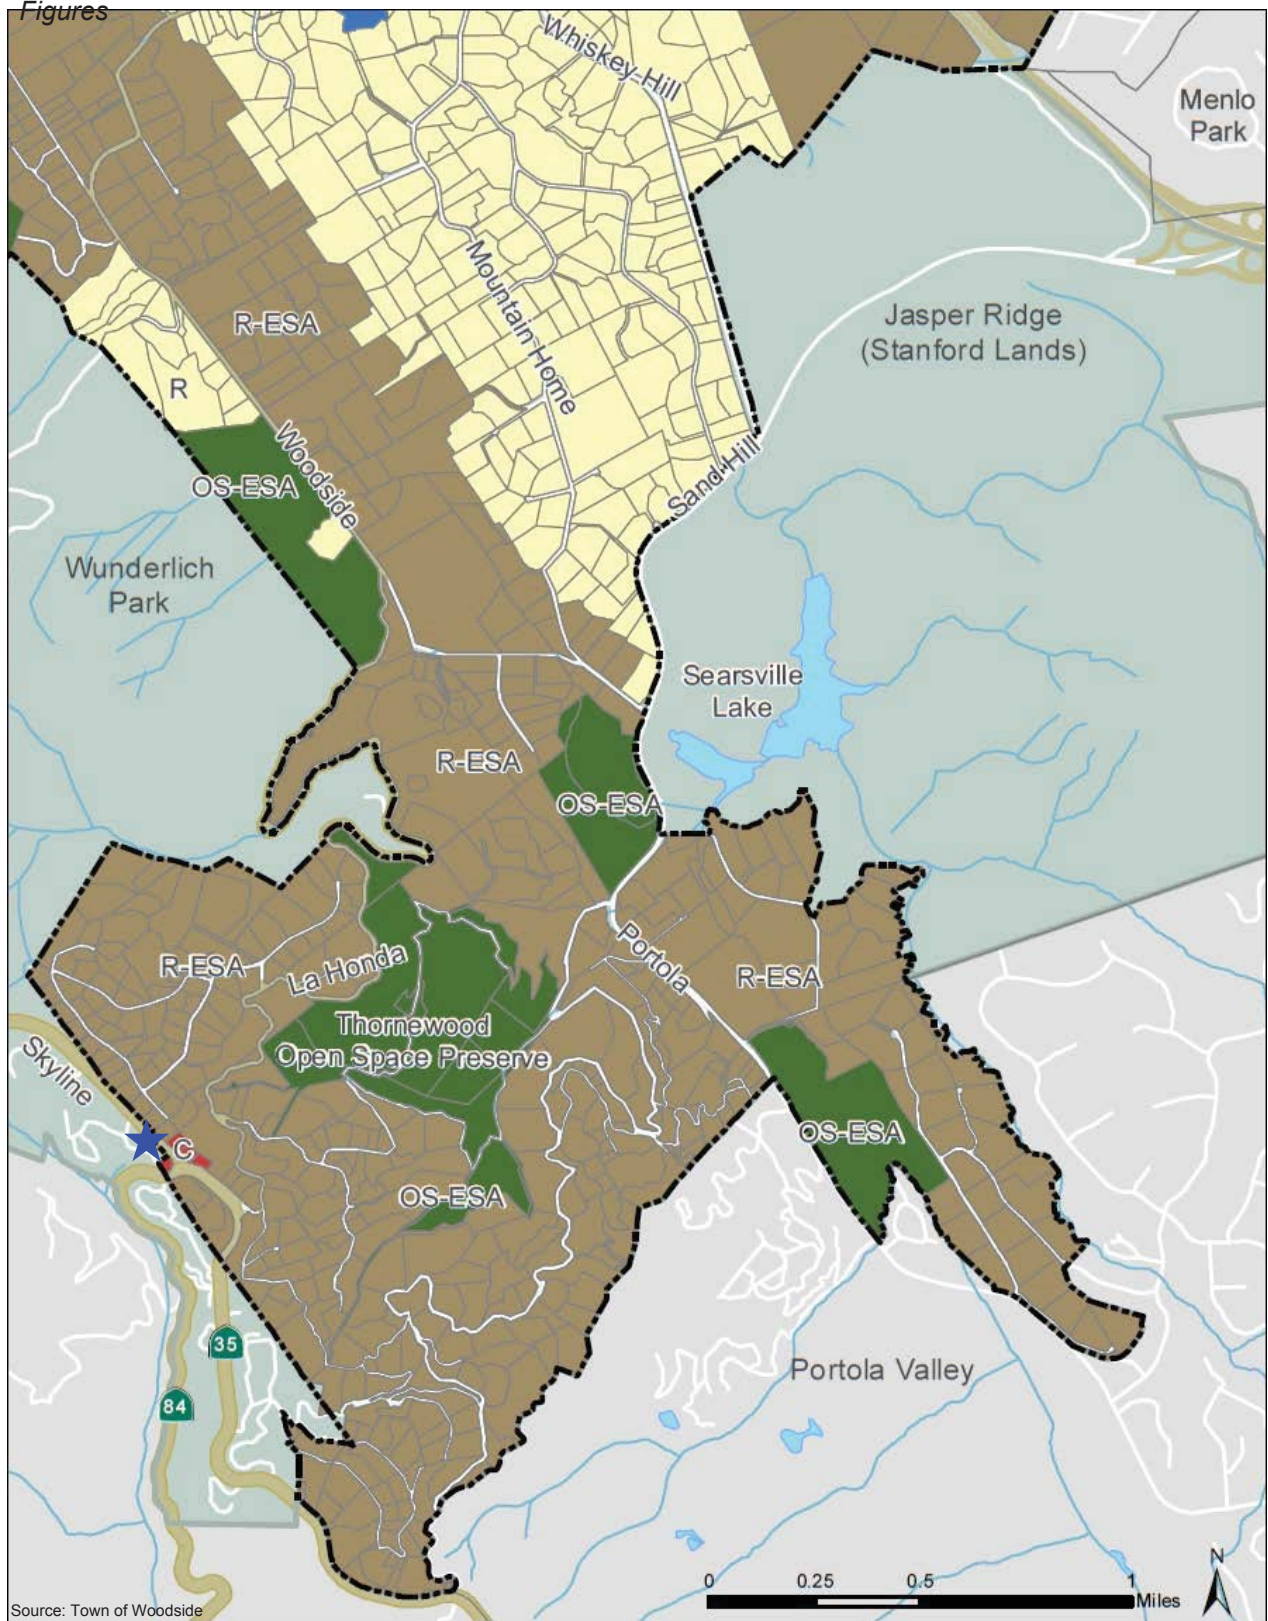 Figures
Whiskey Hill
Menlo
Park
Mountain Home
R-ESA
Jasper Ridge
(Stanford Lands)
R
Woodside
OS-ESA
Sand Hill
Wunderlich
Park
Searsville
Lake
R-ESA
OS-ESA
Portola
R-ESA
La Honda
R-ESA
Thornewood
Open Space Preserve
Skyline
C
OS-ESA
OS-ESA
35
84
Portola Valley
N
0 0.25 0.5 1
Miles
Source: Town of Woodside